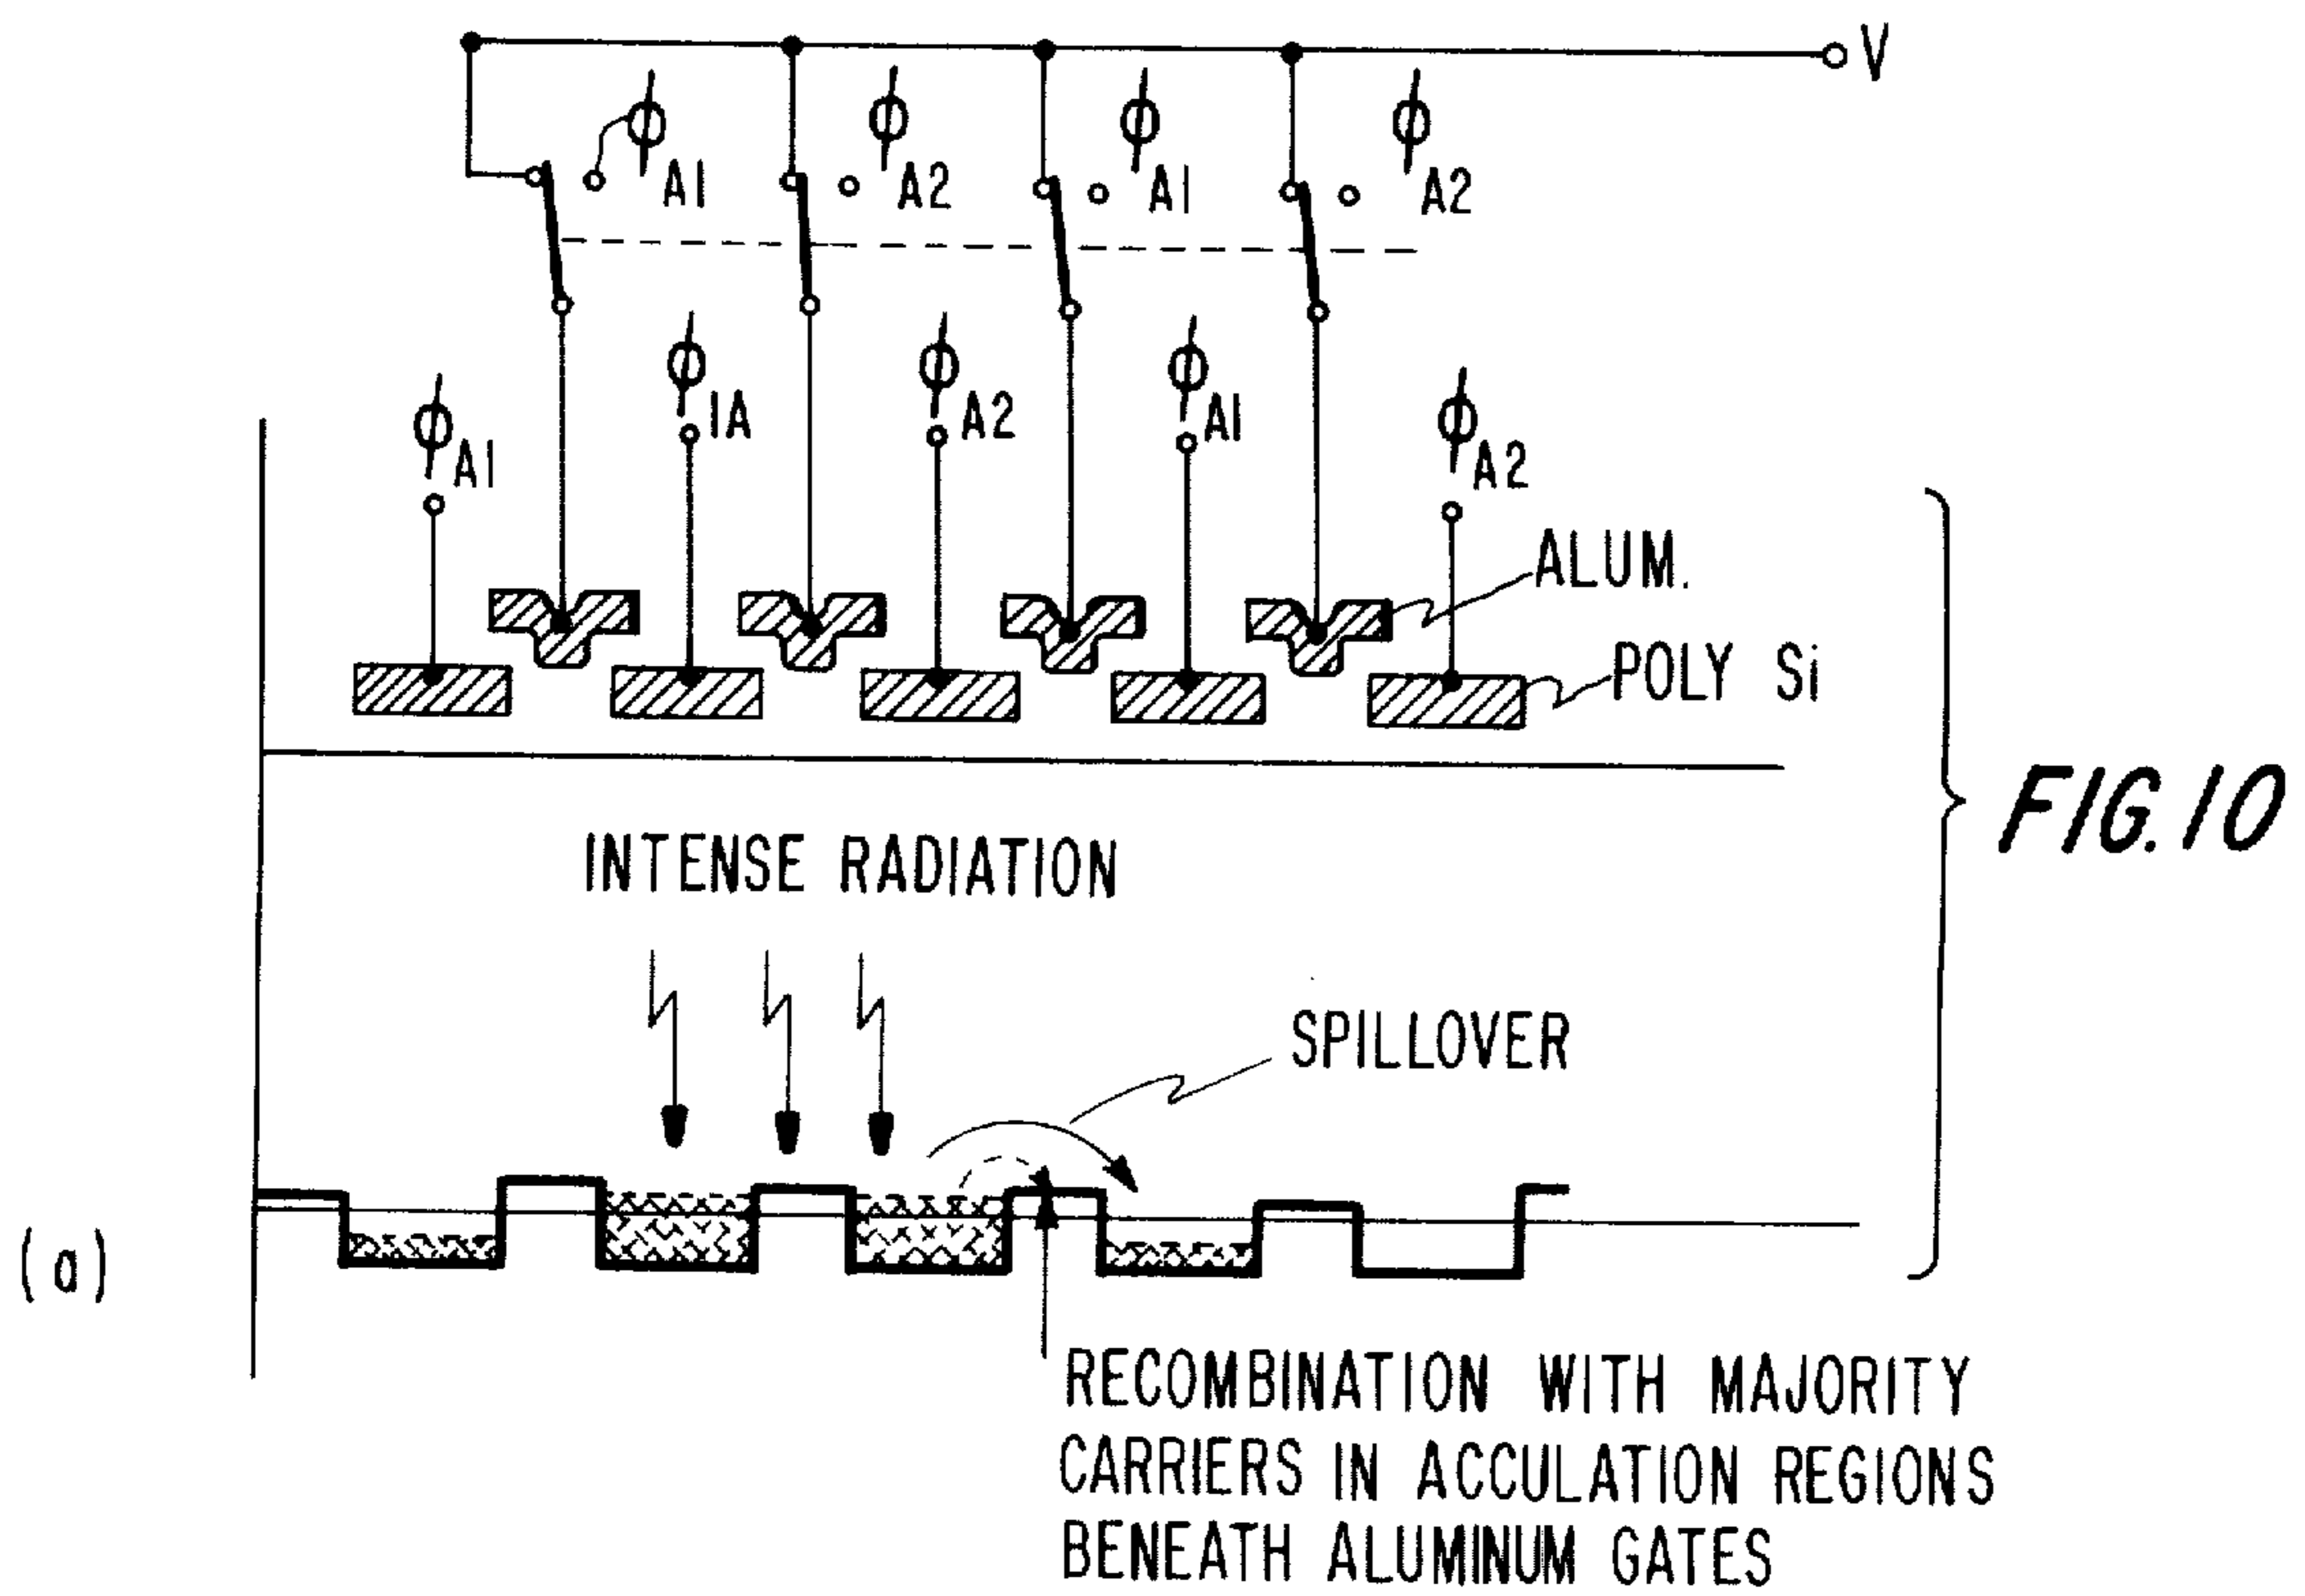 V
ϕA1 ϕA2 ϕA1 ϕA2
ϕA1 ϕ1A ϕA2 ϕA1 ϕA2
ALUM.
POLY Si
FIG. 10
INTENSE RADIATION
SPILLOVER
(a)
RECOMBINATION WITH MAJORITY
CARRIERS IN ACCULATION REGIONS
BENEATH ALUMINUM GATES